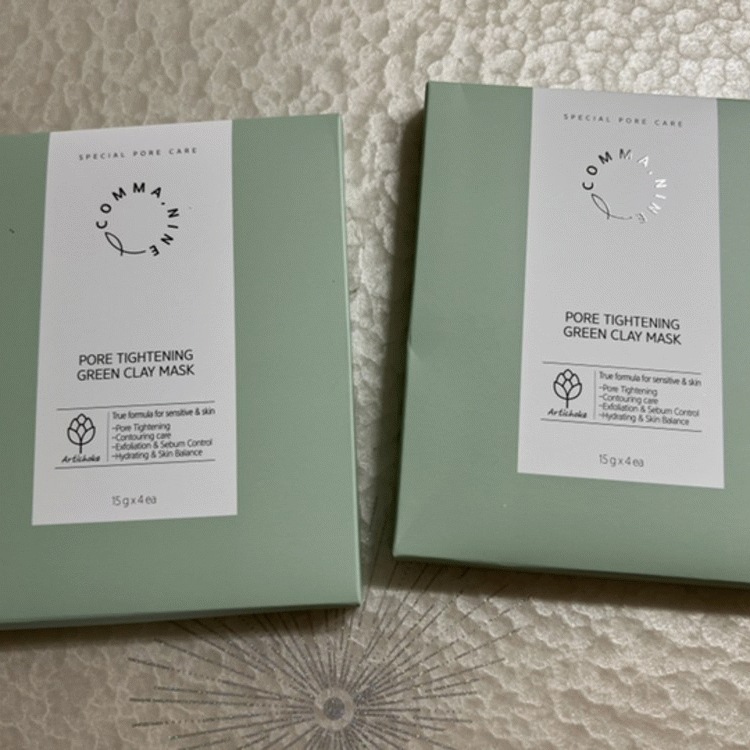 SPECIAL PORE CARE
COMMA,NINE
PORE TIGHTENING
GREEN CLAY MASK
Artichoke
True formula for sensitive & skin
-Pore Tightening
-Contouring care
-Exfoliation & Sebum Control
-Hydrating & Skin Balance
15 g x 4 ea
SPECIAL PORE CARE
COMMA,NINE
PORE TIGHTENING
GREEN CLAY MASK
Artichoke
True formula for sensitive & skin
-Pore Tightening
-Contouring care
-Exfoliation & Sebum Control
-Hydrating & Skin Balance
15 g x 4 ea